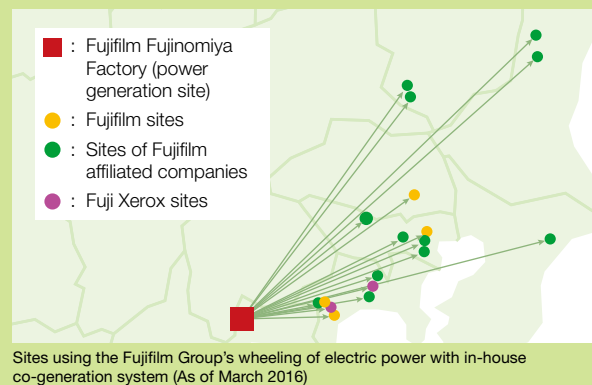 : Fujifilm Fujinomiya
Factory (power
generation site)
: Fujifilm sites
: Sites of Fujifilm
affiliated companies
: Fuji Xerox sites
Sites using the Fujifilm Group's wheeling of electric power with in-house
co-generation system (As of March 2016)